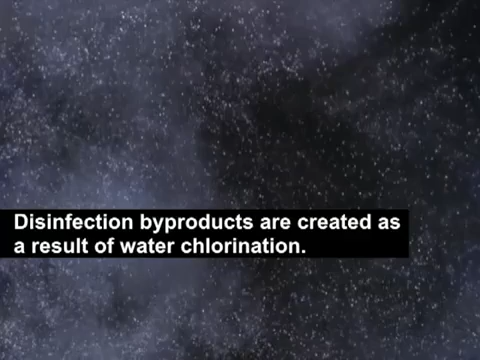 Disinfection byproducts are created as
a result of water chlorination.